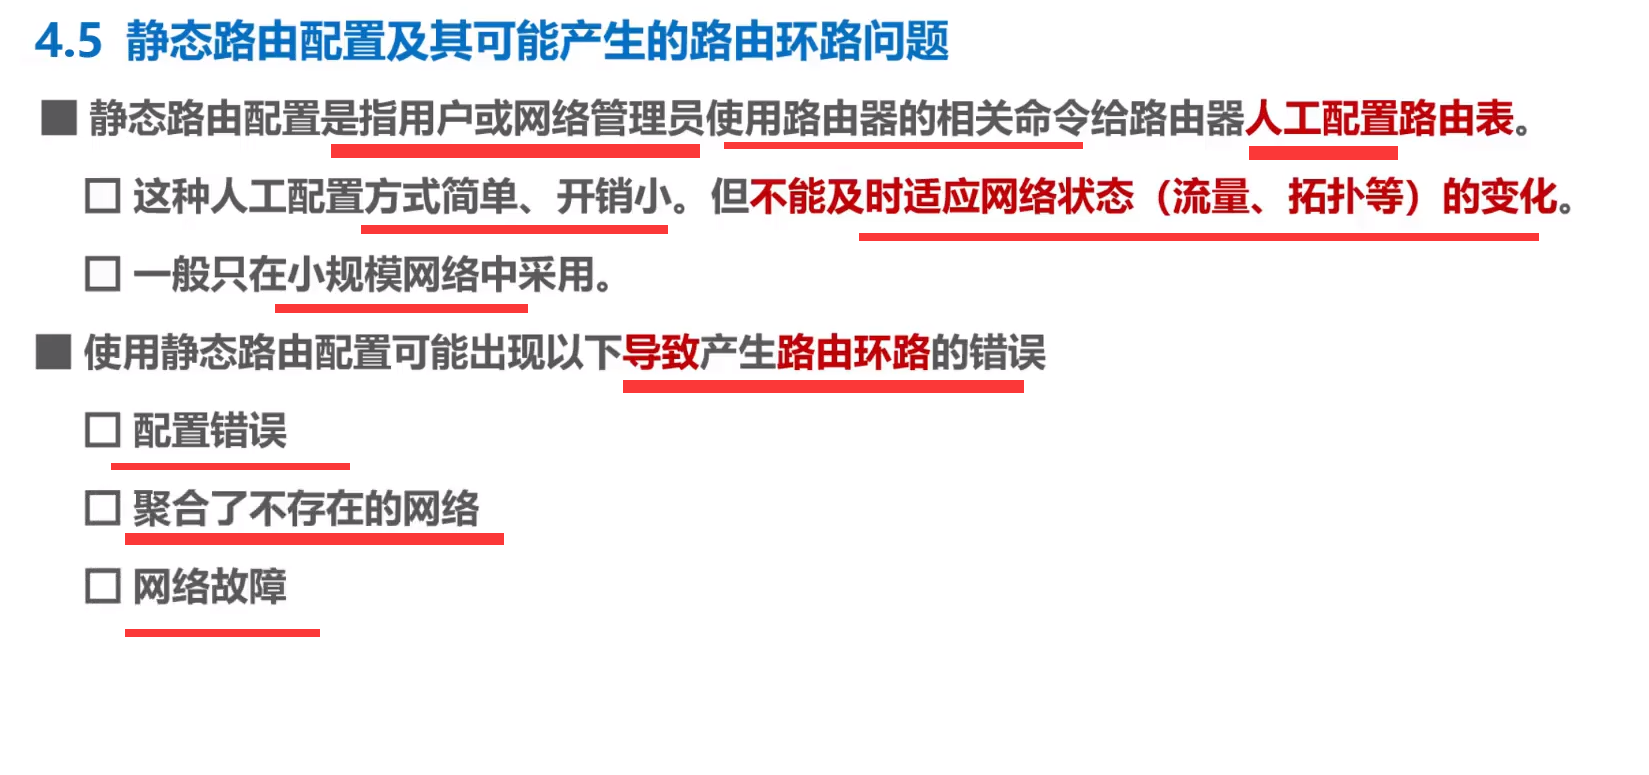 4.5 静态路由配置及其可能产生的路由环路问题
■ 静态路由配置是指用户或网络管理员使用路由器的相关命令给路由器人工配置路由表。
□ 这种人工配置方式简单、开销小。但不能及时适应网络状态（流量、拓扑等）的变化。
□ 一般只在小规模网络中采用。
■ 使用静态路由配置可能出现以下导致产生路由环路的错误
□ 配置错误
□ 聚合了不存在的网络
□ 网络故障